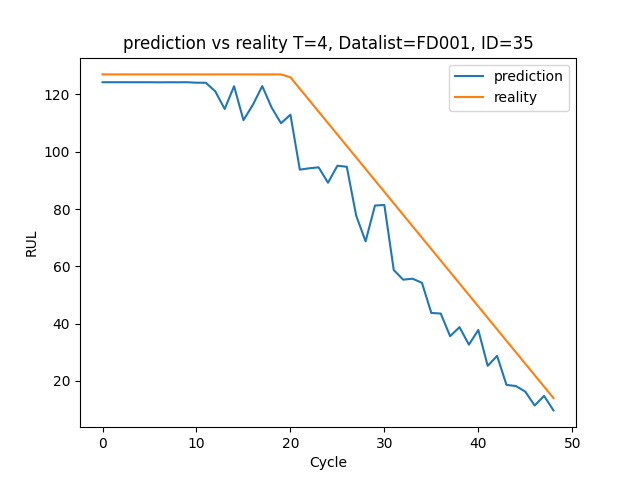 prediction vs reality T=4, Datalist=FD001, ID=35
prediction
reality
RUL
120
100
80
60
40
20
0 10 20 30 40 50
Cycle